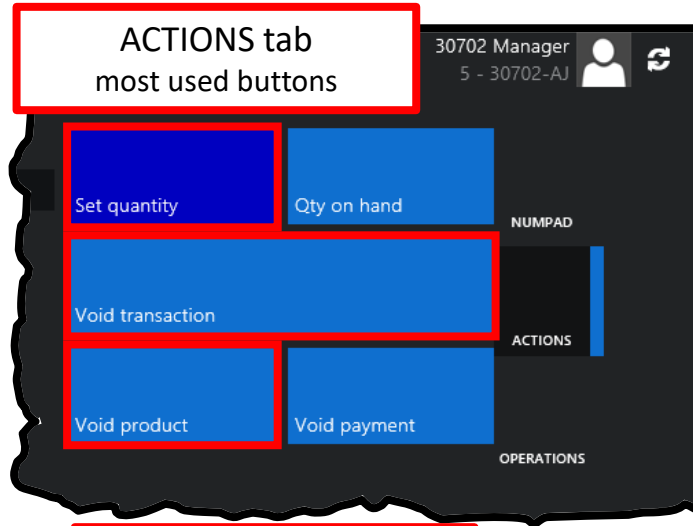 ACTIONS tab
most used buttons
30702 Manager
5 - 30702-AJ
Set quantity
Qty on hand
NUMPAD
Void transaction
ACTIONS
Void product
Void payment
OPERATIONS